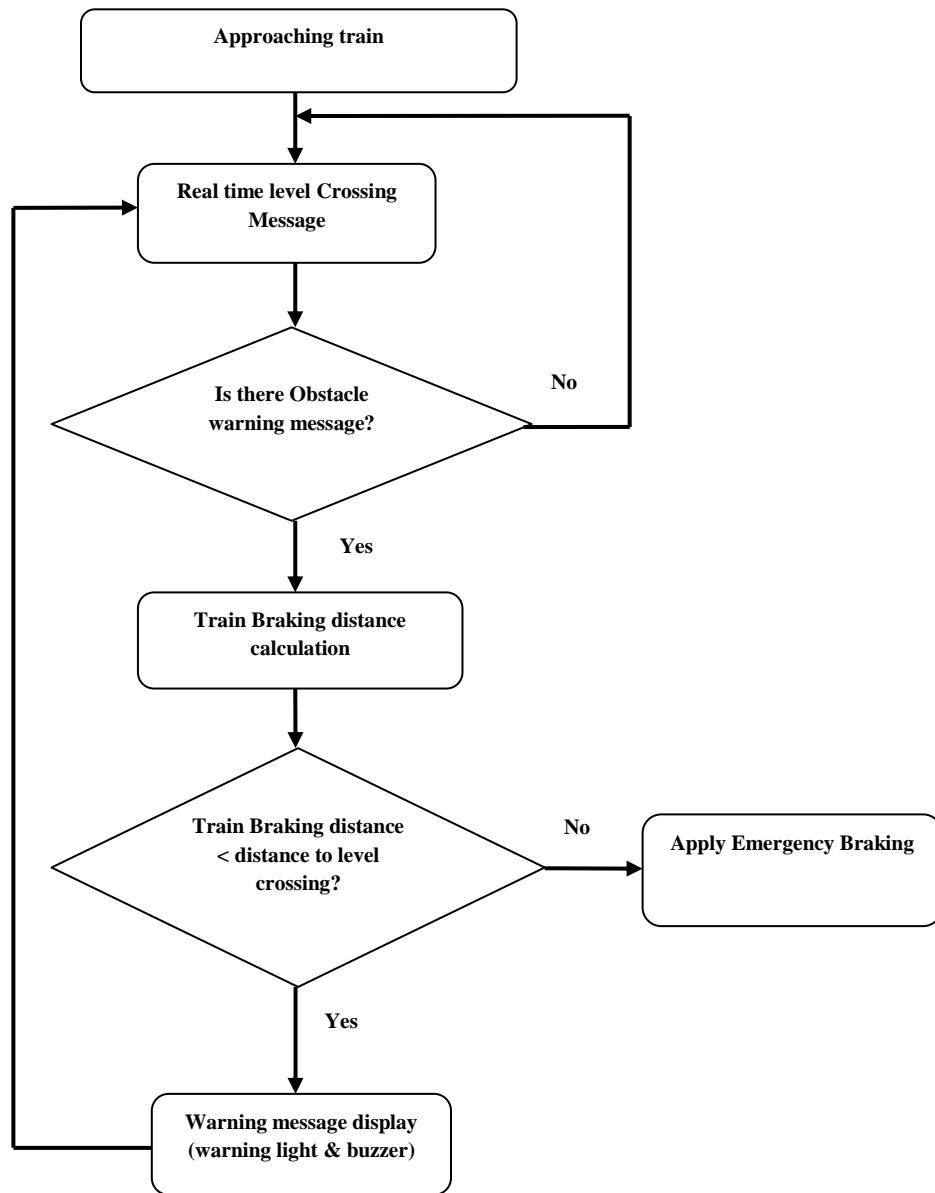 Approaching train
Real time level Crossing
Message
Is there Obstacle
warning message?
No
Yes
Train Braking distance
calculation
Train Braking distance
< distance to level
crossing?
No
Apply Emergency Braking
Yes
Warning message display
(warning light & buzzer)